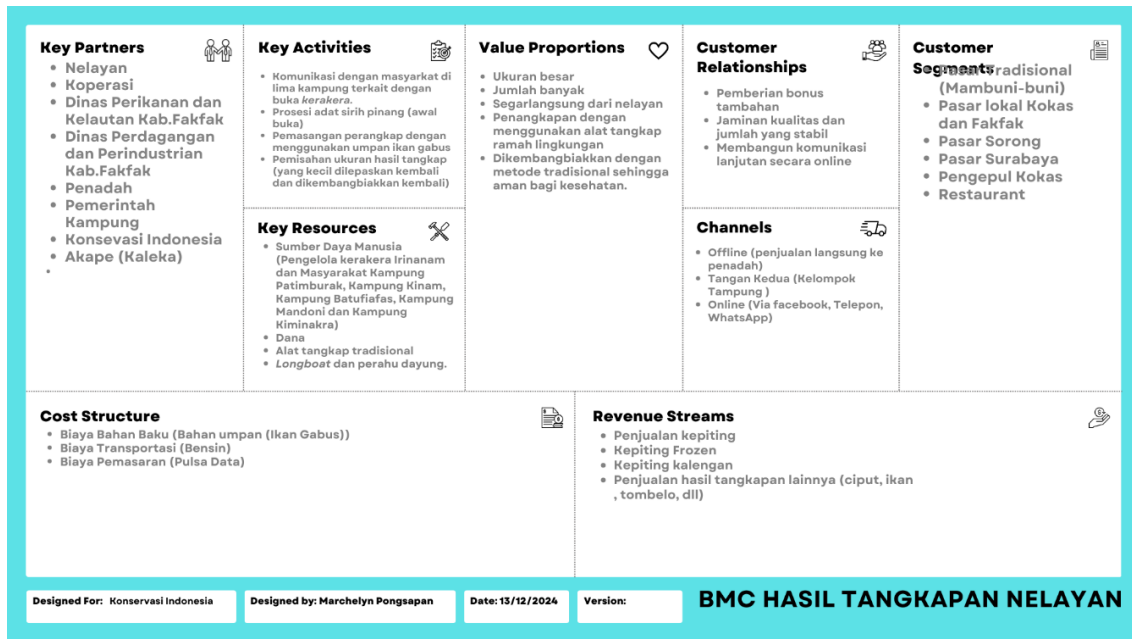 Key Partners
Nelayan
Koperasi
Dinas Perikanan dan
Kelautan Kab.Fakfak
Dinas Perdagangan
dan Perindustrian
Kab.Fakfak
Penadah
Pemerintah
Kampung
Konsevasi Indonesia
Akape (Kaleka)
Key Activities
Komunikasi dengan masyarkat di
lima kampung terkait dengan
buka kerakera.
Prosesi adat sirih pinang (awal
buka)
Pemasangan perangkap dengan
menggunakan umpan ikan gabus
Pemisahan ukuran hasil tangkap
(yang kecil dilepaskan kembali
dan dikembangbiakkan kembali)
Key Resources
Sumber Daya Manusia
(Pengelola kerakera Irinanam
dan Masyarakat Kampung
Patimburak, Kampung Kinam,
Kampung Batufiafas, Kampung
Mandoni dan Kampung
Kiminakra)
Dana
Alat tangkap tradisional
Longboat dan perahu dayung.
Value Proportions
Ukuran besar
Jumlah banyak
Segarlangsung dari nelayan
Penangkapan dengan
menggunakan alat tangkap
ramah lingkungan
Dikembangbiakkan dengan
metode tradisional sehingga
aman bagi kesehatan.
Customer
Relationships
Pemberian bonus
tambahan
Jaminan kualitas dan
jumlah yang stabil
Membangun komunikasi
lanjutan secara online
Channels
Offline (penjualan langsung ke
penadah)
Tangan Kedua (Kelompok
Tampung )
Online (Via facebook, Telepon,
WhatsApp)
Customer
Segments
Pasar Tradisional
(Mambuni-buni)
Pasar lokal Kokas
dan Fakfak
Pasar Sorong
Pasar Surabaya
Pengepul Kokas
Restaurant
Cost Structure
Biaya Bahan Baku (Bahan umpan (Ikan Gabus))
Biaya Transportasi (Bensin)
Biaya Pemasaran (Pulsa Data)
Revenue Streams
Penjualan kepiting
Kepiting Frozen
Kepiting kalengan
Penjualan hasil tangkapan lainnya (ciput, ikan
, tombelo, dll)
Designed For: Konservasi Indonesia
Designed by: Marchelyn Pongsapan
Date: 13/12/2024
Version:
BMC HASIL TANGKAPAN NELAYAN